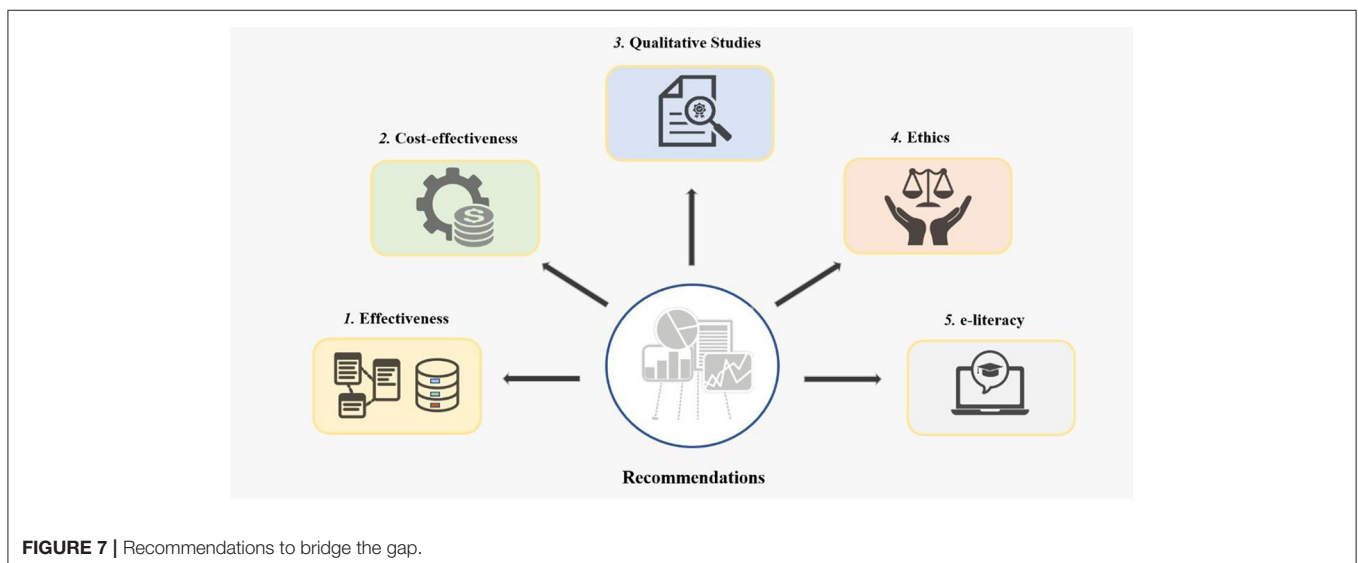 3. Qualitative Studies
2. Cost-effectiveness
4. Ethics
1. Effectiveness
5. e-literacy
$
Recommendations
FIGURE 7 | Recommendations to bridge the gap.